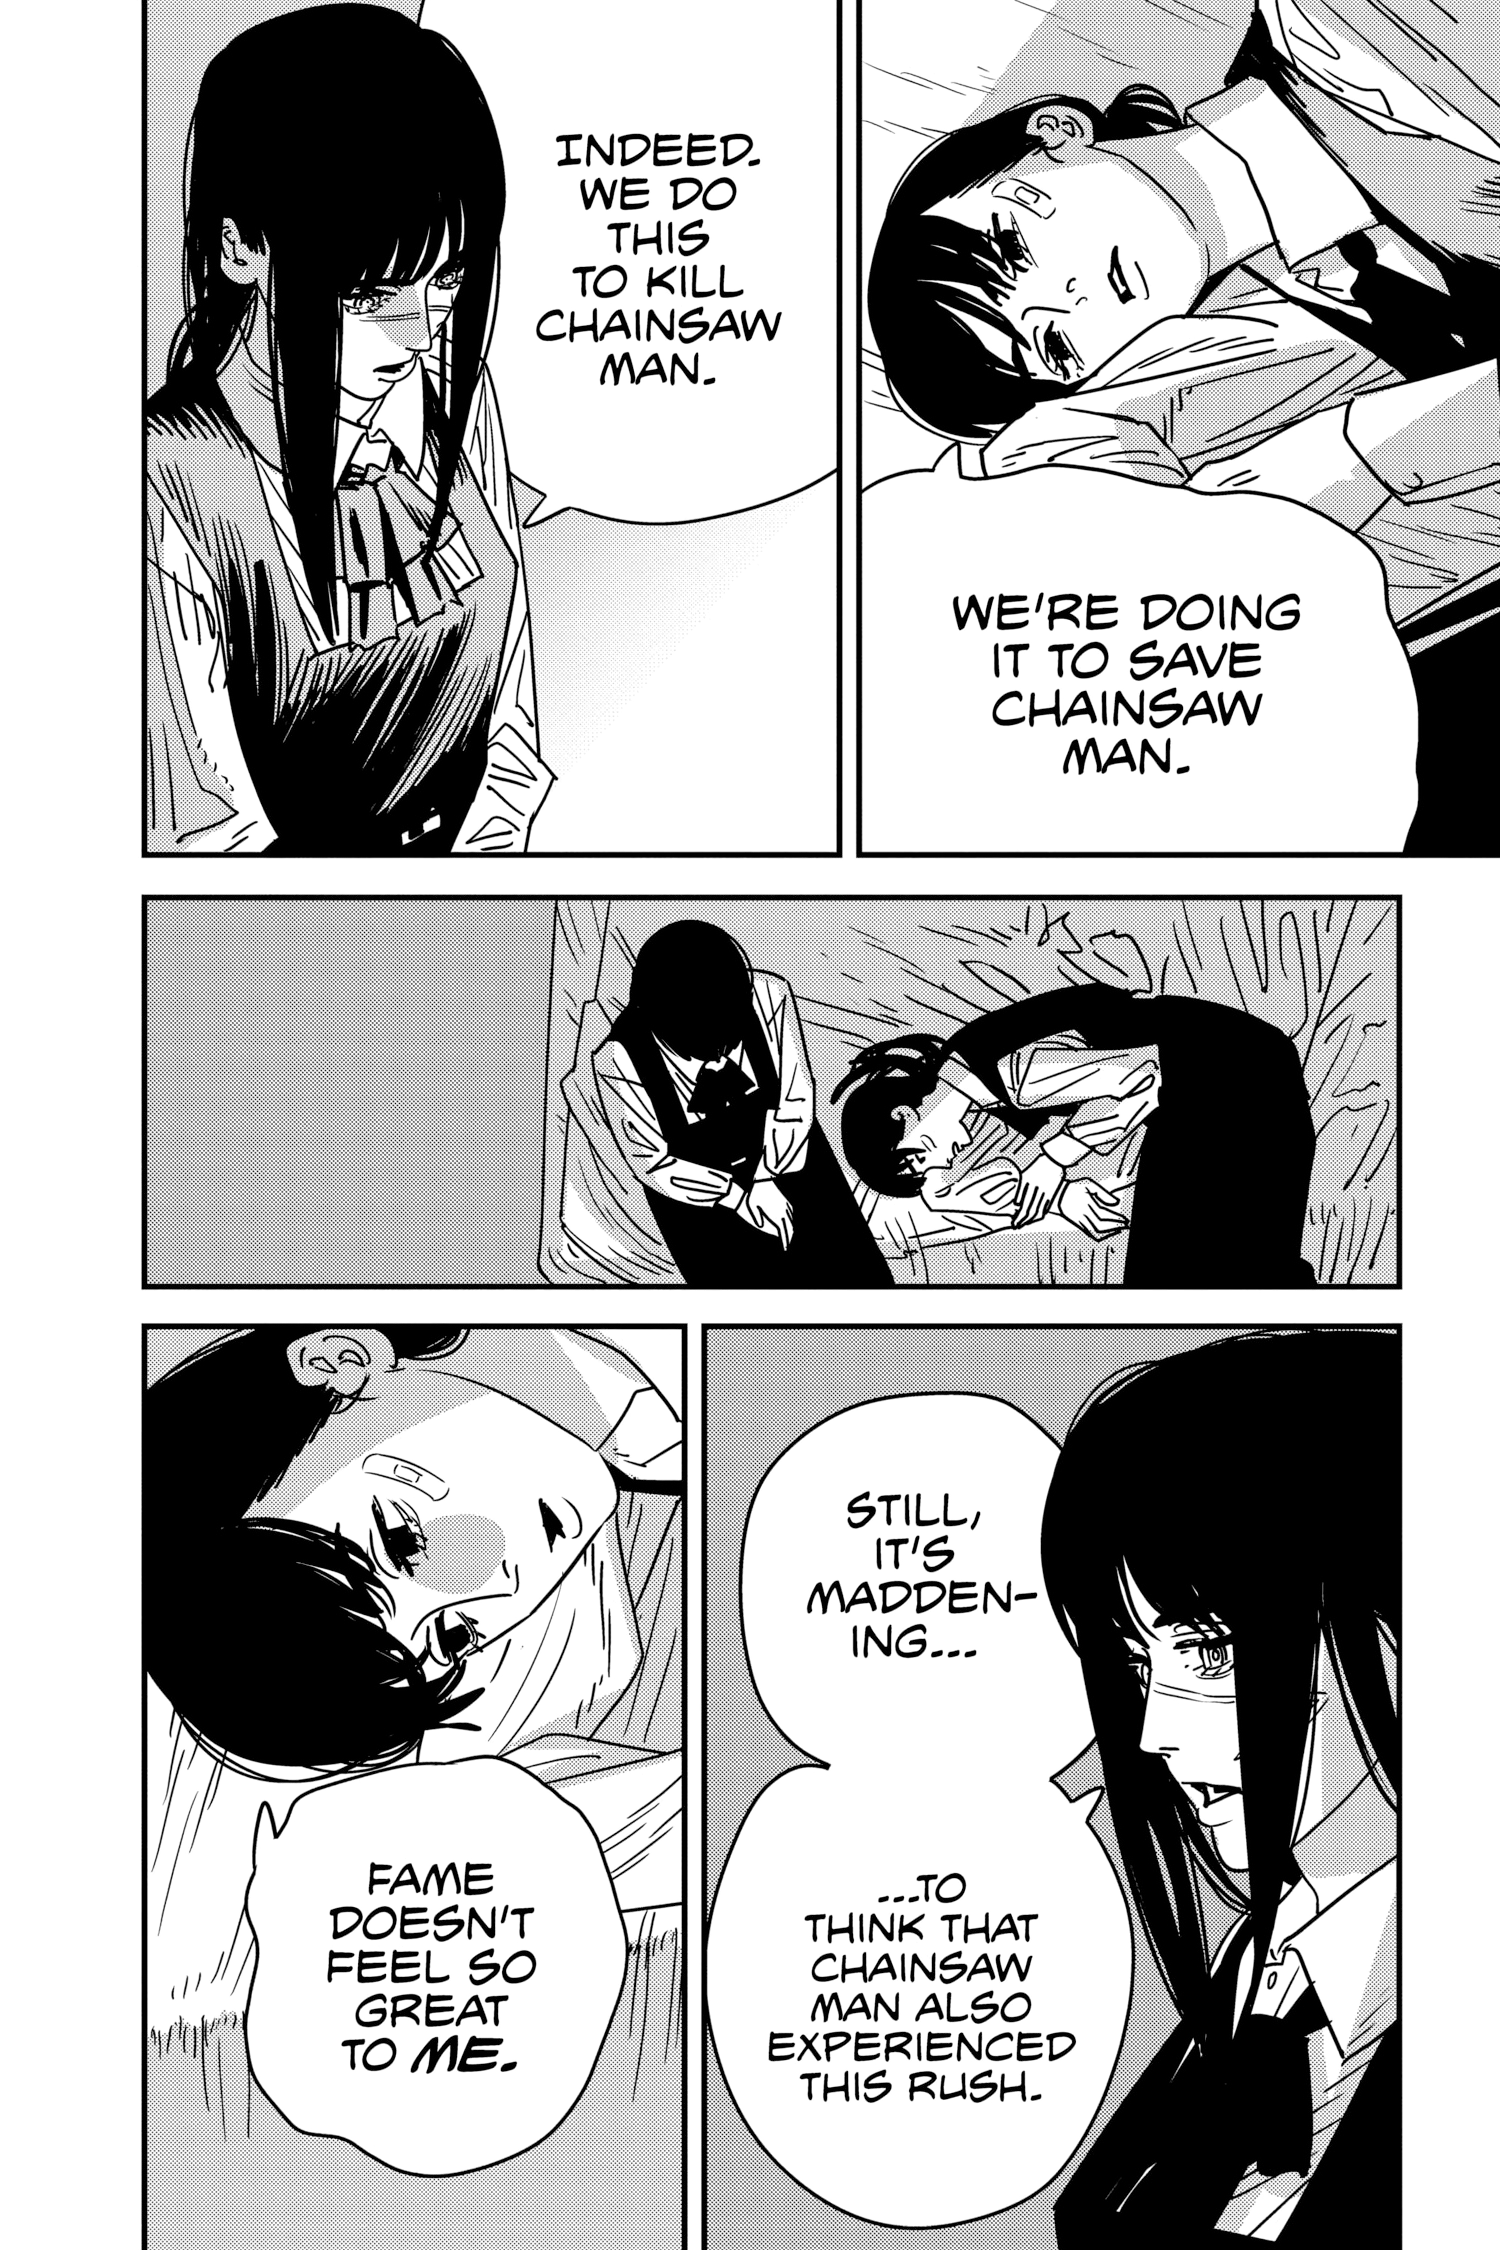 WE'RE DOING
IT TO SAVE
CHAINSAW
MAN.
INDEED.
WE DO
THIS
TO KILL
CHAINSAW
MAN.
STILL,
IT'S
MADDEN-
ING...
...TO
THINK THAT
CHAINSAW
MAN ALSO
EXPERIENCED
THIS RUSH.
FAME
DOESN'T
FEEL SO
GREAT
TO ME.